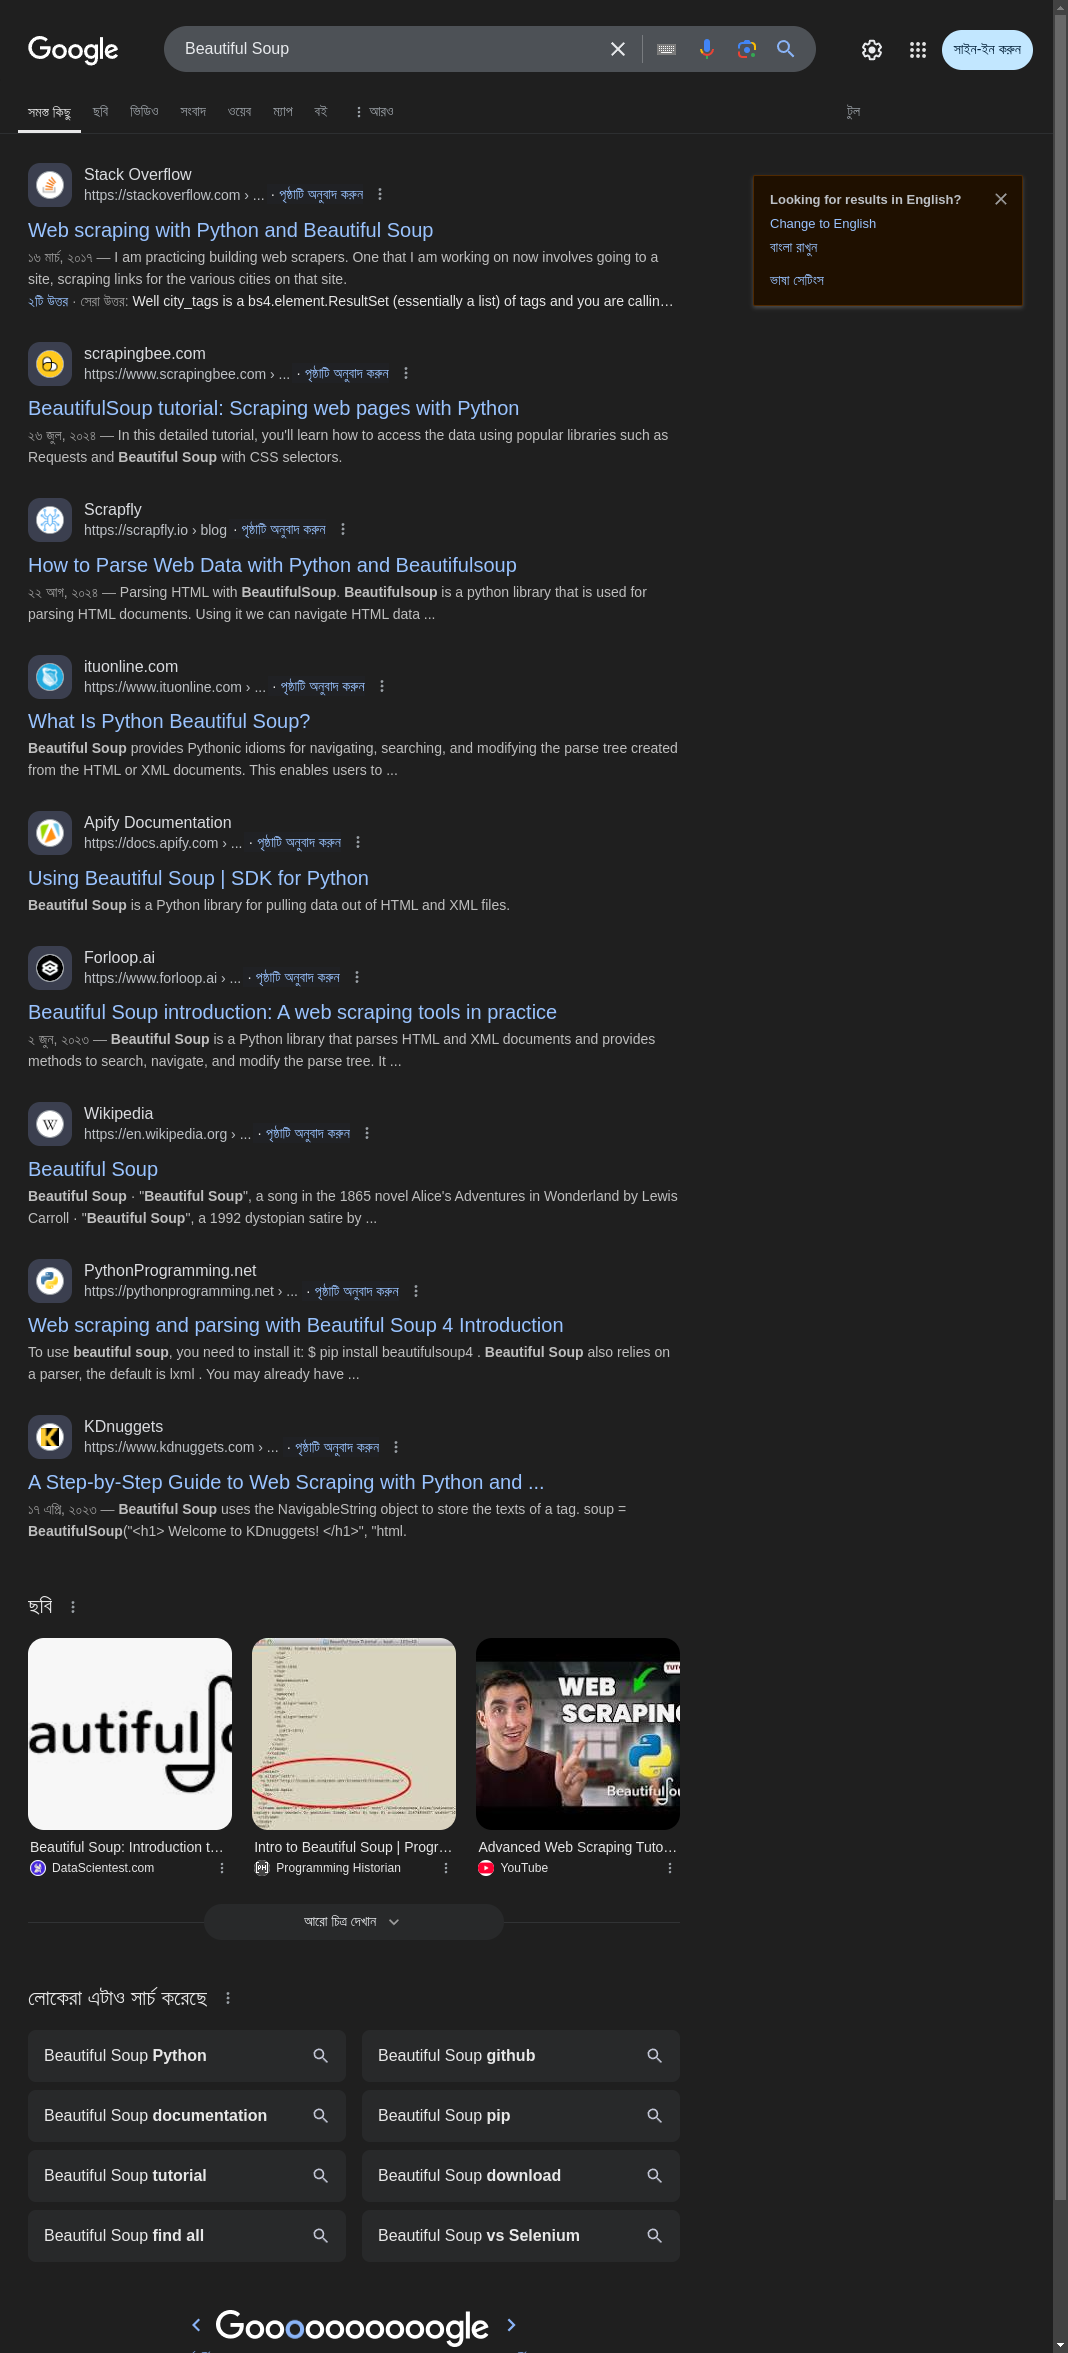 Google
Beautiful Soup
সাইন-ইন করুন
সমস্ত কিছু
ছবি
ভিডিও
সংবাদ
ওয়েব
ম্যাপ
বই
আরও
টুল
Looking for results in English?
Change to English
বাংলা রাখুন
ভাষা সেটিংস
Stack Overflow
https://stackoverflow.com › ... · পৃষ্ঠাটি অনুবাদ করুন
Web scraping with Python and Beautiful Soup
১৬ মার্চ, ২০১৭ — I am practicing building web scrapers. One that I am working on now involves going to a
site, scraping links for the various cities on that site.
২টি উত্তর · সেরা উত্তর: Well city_tags is a bs4.element.ResultSet (essentially a list) of tags and you are callin…
scrapingbee.com
https://www.scrapingbee.com › ... · পৃষ্ঠাটি অনুবাদ করুন
BeautifulSoup tutorial: Scraping web pages with Python
২৬ জুল, ২০২৪ — In this detailed tutorial, you'll learn how to access the data using popular libraries such as
Requests and Beautiful Soup with CSS selectors.
Scrapfly
https://scrapfly.io › blog · পৃষ্ঠাটি অনুবাদ করুন
How to Parse Web Data with Python and Beautifulsoup
২২ আগ, ২০২৪ — Parsing HTML with BeautifulSoup. Beautifulsoup is a python library that is used for
parsing HTML documents. Using it we can navigate HTML data ...
ituonline.com
https://www.ituonline.com › ... · পৃষ্ঠাটি অনুবাদ করুন
What Is Python Beautiful Soup?
Beautiful Soup provides Pythonic idioms for navigating, searching, and modifying the parse tree created
from the HTML or XML documents. This enables users to ...
Apify Documentation
https://docs.apify.com › ... · পৃষ্ঠাটি অনুবাদ করুন
Using Beautiful Soup | SDK for Python
Beautiful Soup is a Python library for pulling data out of HTML and XML files.
Forloop.ai
https://www.forloop.ai › ... · পৃষ্ঠাটি অনুবাদ করুন
Beautiful Soup introduction: A web scraping tools in practice
২ জুন, ২০২৩ — Beautiful Soup is a Python library that parses HTML and XML documents and provides
methods to search, navigate, and modify the parse tree. It ...
Wikipedia
https://en.wikipedia.org › ... · পৃষ্ঠাটি অনুবাদ করুন
Beautiful Soup
Beautiful Soup · "Beautiful Soup", a song in the 1865 novel Alice's Adventures in Wonderland by Lewis
Carroll · "Beautiful Soup", a 1992 dystopian satire by ...
PythonProgramming.net
https://pythonprogramming.net › ... · পৃষ্ঠাটি অনুবাদ করুন
Web scraping and parsing with Beautiful Soup 4 Introduction
To use beautiful soup, you need to install it: $ pip install beautifulsoup4 . Beautiful Soup also relies on
a parser, the default is lxml . You may already have ...
KDnuggets
https://www.kdnuggets.com › ... · পৃষ্ঠাটি অনুবাদ করুন
A Step-by-Step Guide to Web Scraping with Python and ...
১৭ এপ্রি, ২০২৩ — Beautiful Soup uses the NavigableString object to store the texts of a tag. soup =
BeautifulSoup("<h1> Welcome to KDnuggets! </h1>", "html.
ছবি
autiful
TUTO
WEB
SCRAPING
Beautiful
Beautiful Soup: Introduction t…
DataScientest.com
Intro to Beautiful Soup | Progr…
Programming Historian
Advanced Web Scraping Tuto…
YouTube
আরো চিত্র দেখান
লোকেরা এটাও সার্চ করেছে
Beautiful Soup Python
Beautiful Soup github
Beautiful Soup documentation
Beautiful Soup pip
Beautiful Soup tutorial
Beautiful Soup download
Beautiful Soup find all
Beautiful Soup vs Selenium
Goooooooooogle